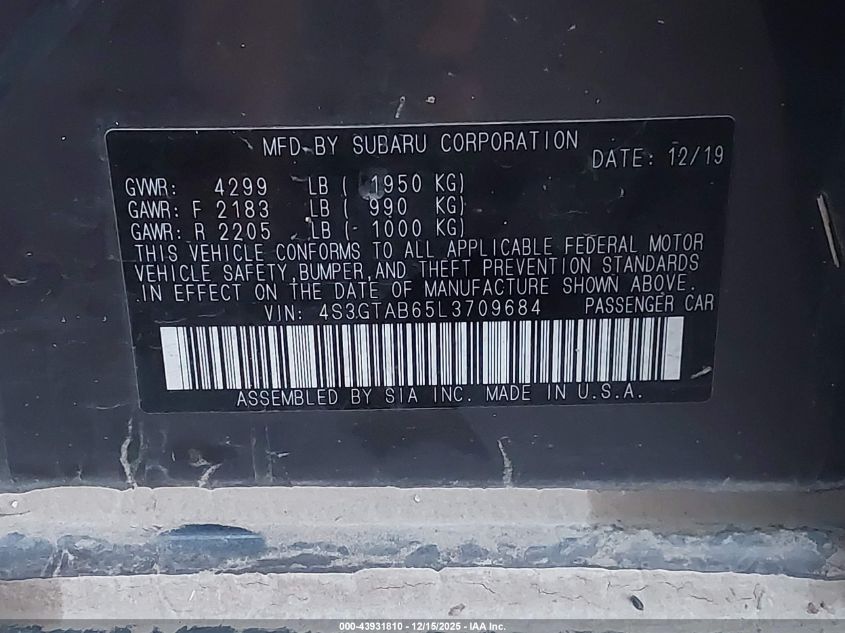 MFD. BY SUBARU CORPORATION
DATE: 12/19
GVWR: 4299 LB ( 1950 KG)
GAWR: F 2183 LB ( 990 KG)
GAWR: R 2205 LB ( 1000 KG)
THIS VEHICLE CONFORMS TO ALL APPLICABLE FEDERAL MOTOR
VEHICLE SAFETY, BUMPER, AND THEFT PREVENTION STANDARDS
IN EFFECT ON THE DATE OF MANUFACTURE SHOWN ABOVE.
VIN: 4S3GTAB65L3709684 PASSENGER CAR
ASSEMBLED BY SIA INC. MADE IN U.S.A.
000-43931810 - 12/15/2025 - IAA Inc.